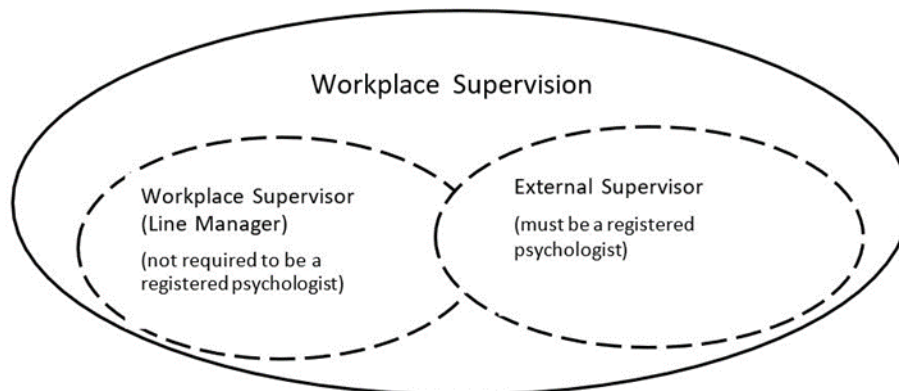 Workplace Supervision
Workplace Supervisor
(Line Manager)
(not required to be a
registered psychologist)
External Supervisor
(must be a registered
psychologist)